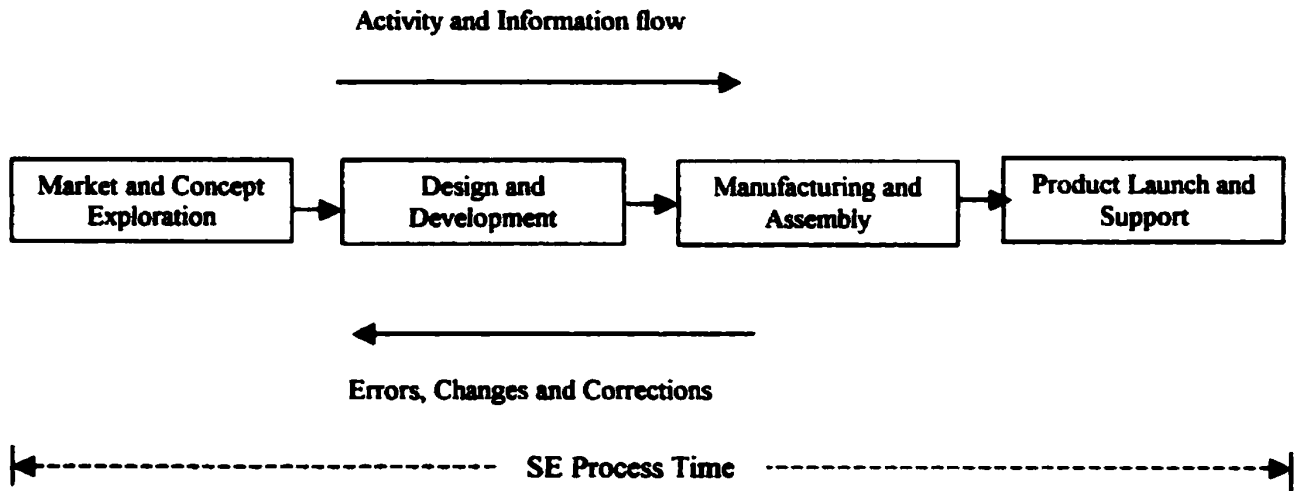 Activity and Information flow
Market and Concept
Exploration
Design and
Development
Manufacturing and
Assembly
Product Launch and
Support
Errors, Changes and Corrections
SE Process Time